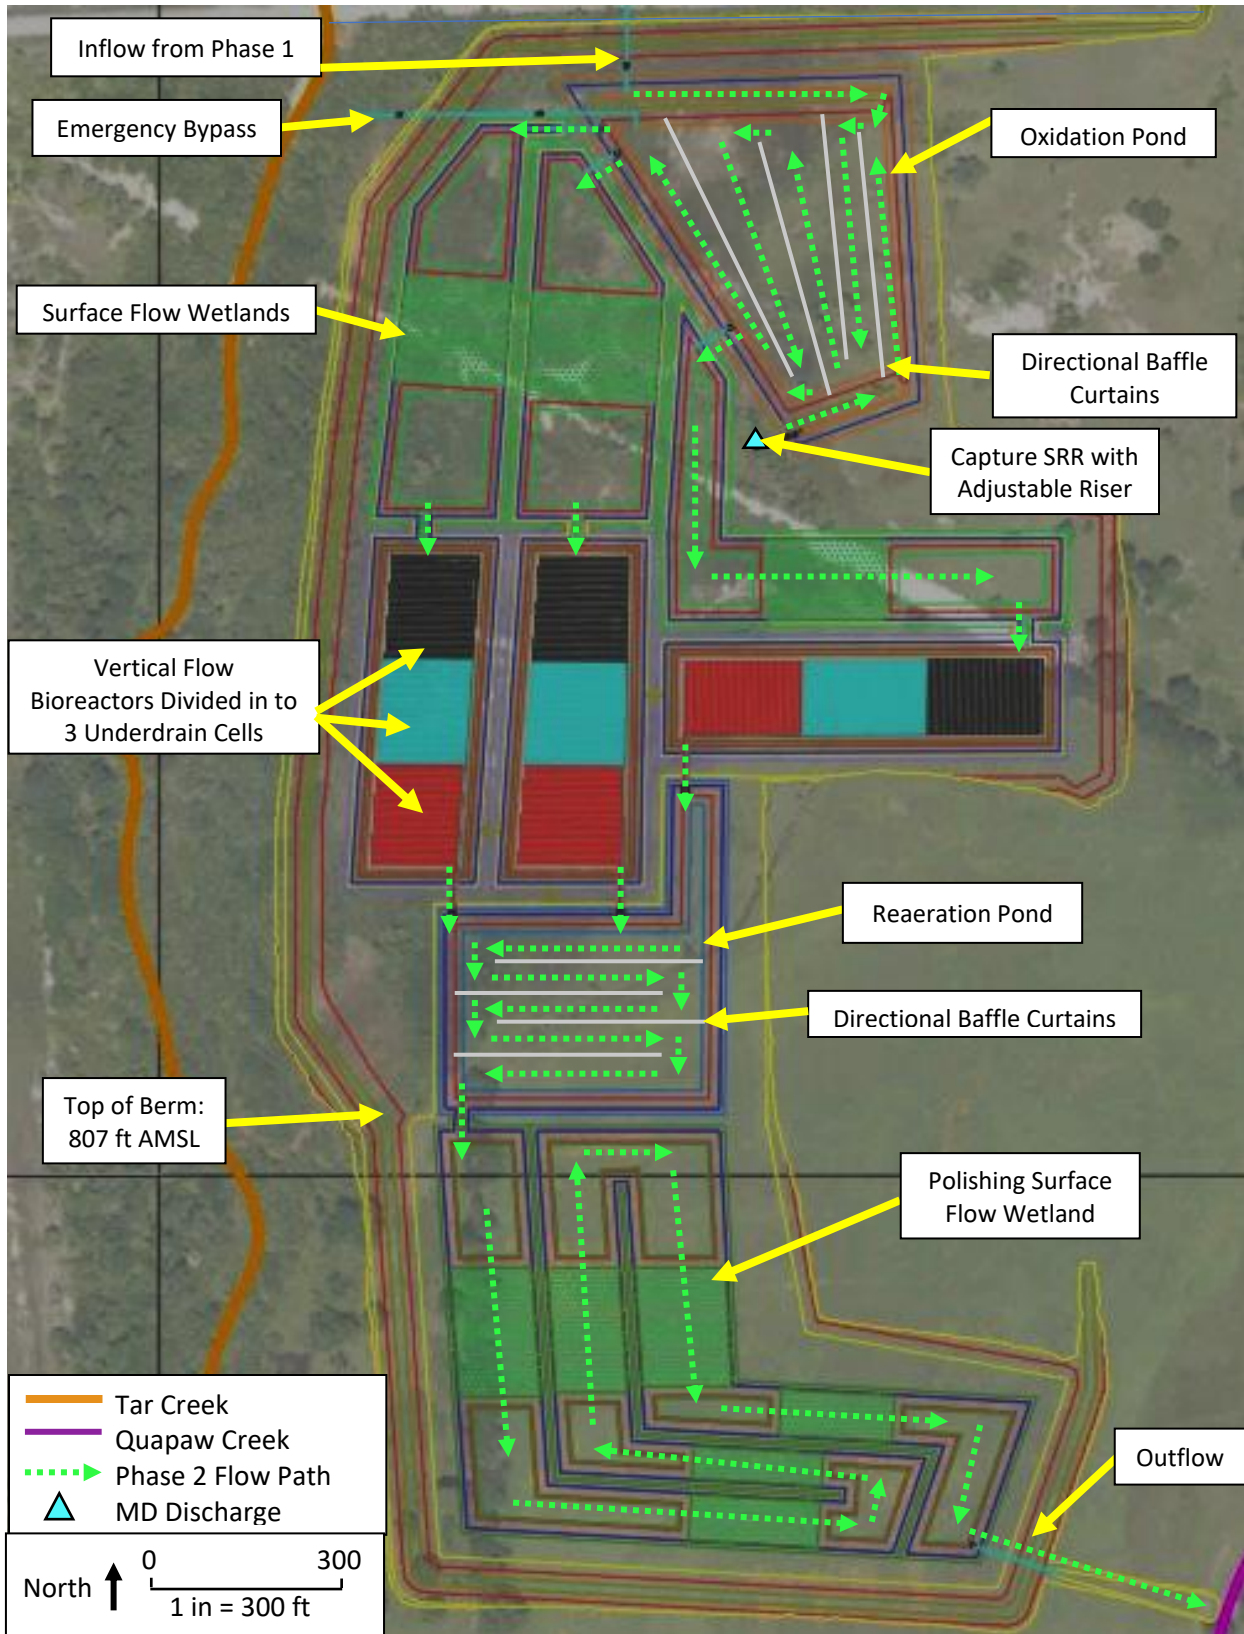 Inflow from Phase 1
Emergency Bypass
Oxidation Pond
Surface Flow Wetlands
Directional Baffle
Curtains
Capture SRR with
Adjustable Riser
Vertical Flow
Bioreactors Divided in to
3 Underdrain Cells
Reaeration Pond
Directional Baffle Curtains
Top of Berm:
807 ft AMSL
Polishing Surface
Flow Wetland
Outflow
Tar Creek
Quapaw Creek
Phase 2 Flow Path
MD Discharge
North
0 300
1 in = 300 ft